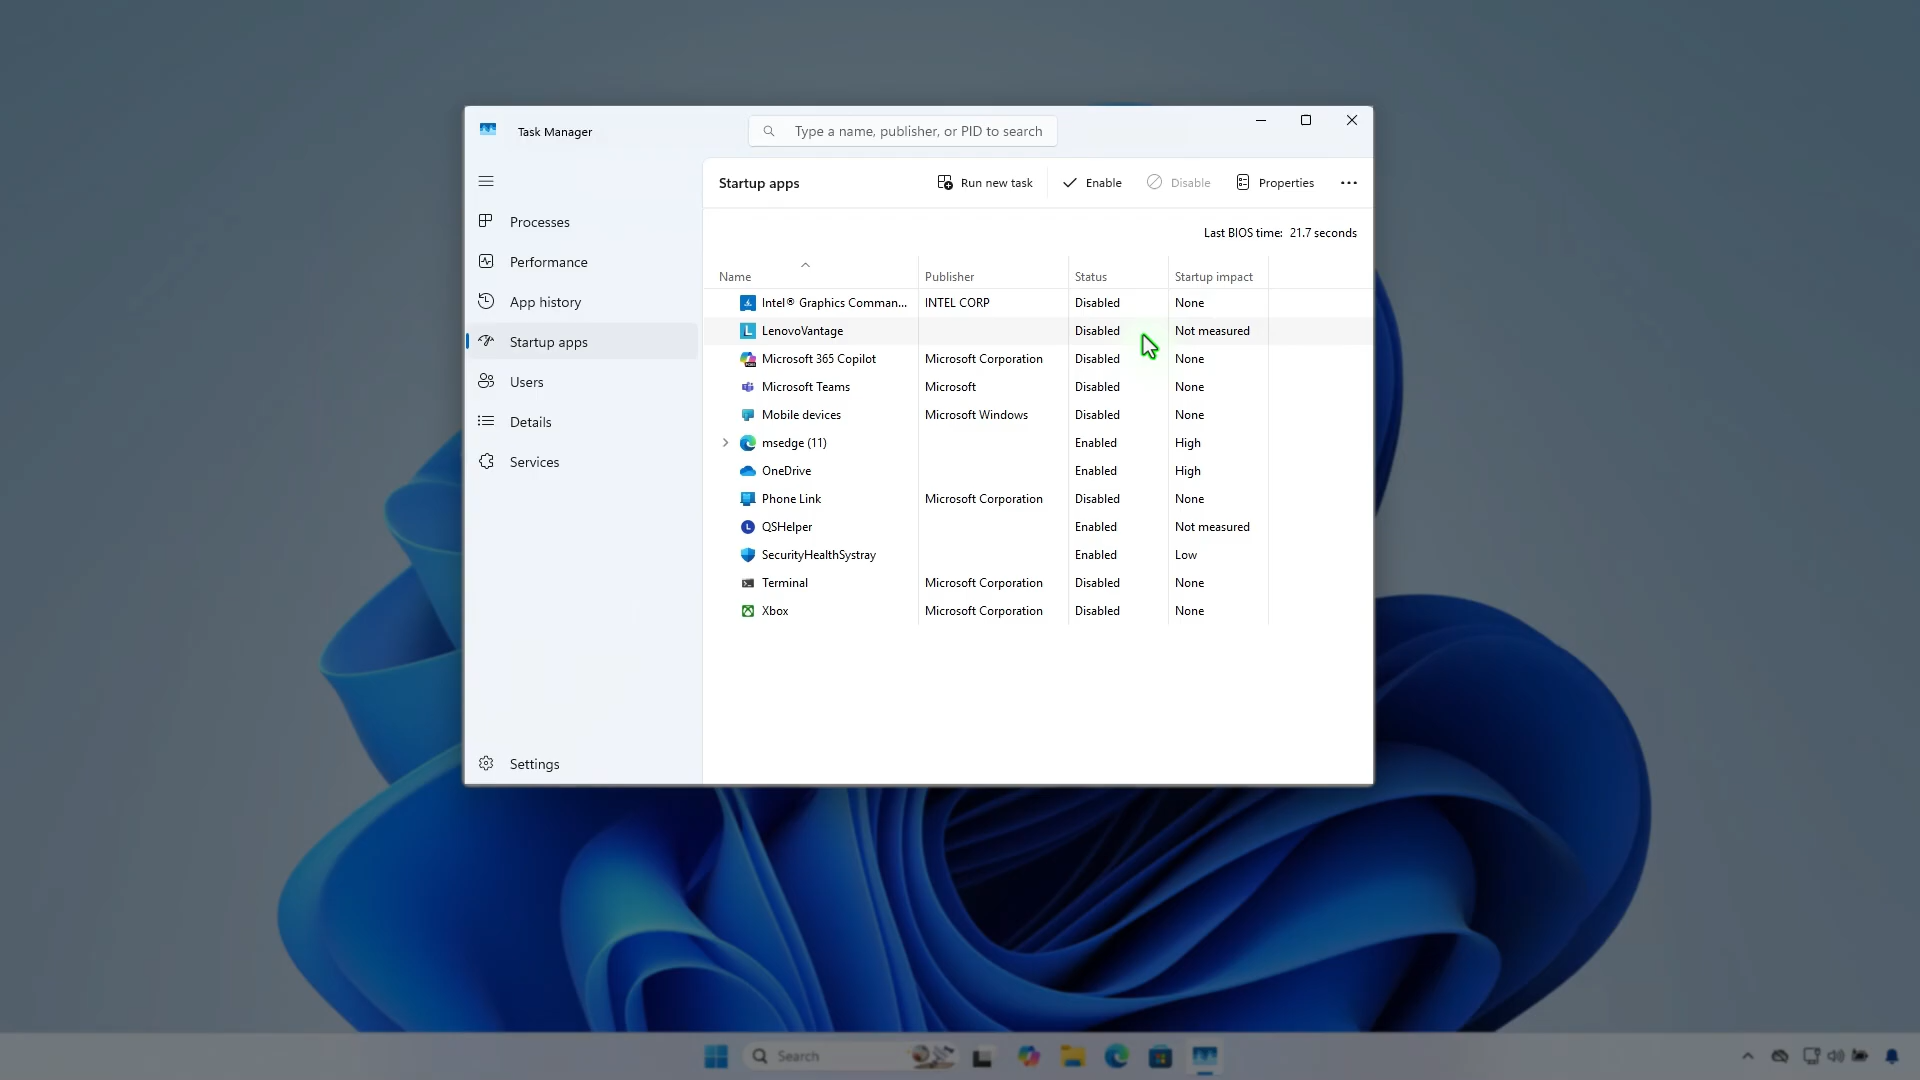 Task Manager
Type a name, publisher, or PID to search
Startup apps
Run new task
Enable
Disable
Properties
Processes
Performance
App history
Startup apps
Users
Details
Services
Settings
Last BIOS time: 21.7 seconds
Name Publisher Status Startup impact
Intel® Graphics Comman... INTEL CORP Disabled None
LenovoVantage Disabled Not measured
Microsoft 365 Copilot Microsoft Corporation Disabled None
Microsoft Teams Microsoft Disabled None
Mobile devices Microsoft Windows Disabled None
msedge (11) Enabled High
OneDrive Enabled High
Phone Link Microsoft Corporation Disabled None
QSHelper Enabled Not measured
SecurityHealthSystray Enabled Low
Terminal Microsoft Corporation Disabled None
Xbox Microsoft Corporation Disabled None
Search